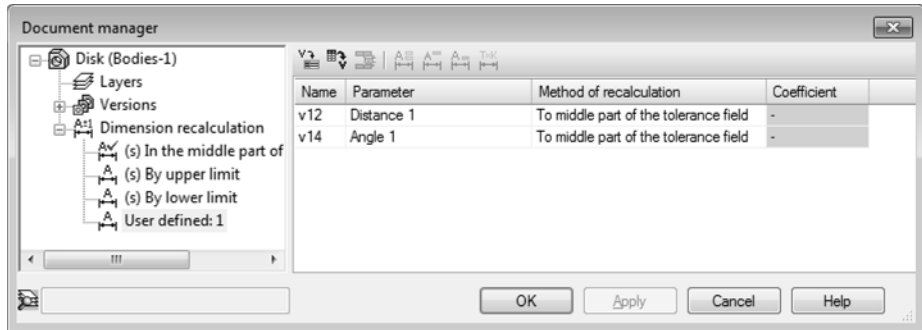 Document manager
Disk (Bodies-1)
Layers
Versions
Dimension recalculation
(s) In the middle part of
(s) By upper limit
(s) By lower limit
User defined: 1
Name Parameter Method of recalculation Coefficient
v12 Distance 1 To middle part of the tolerance field -
v14 Angle 1 To middle part of the tolerance field -
OK Apply Cancel Help